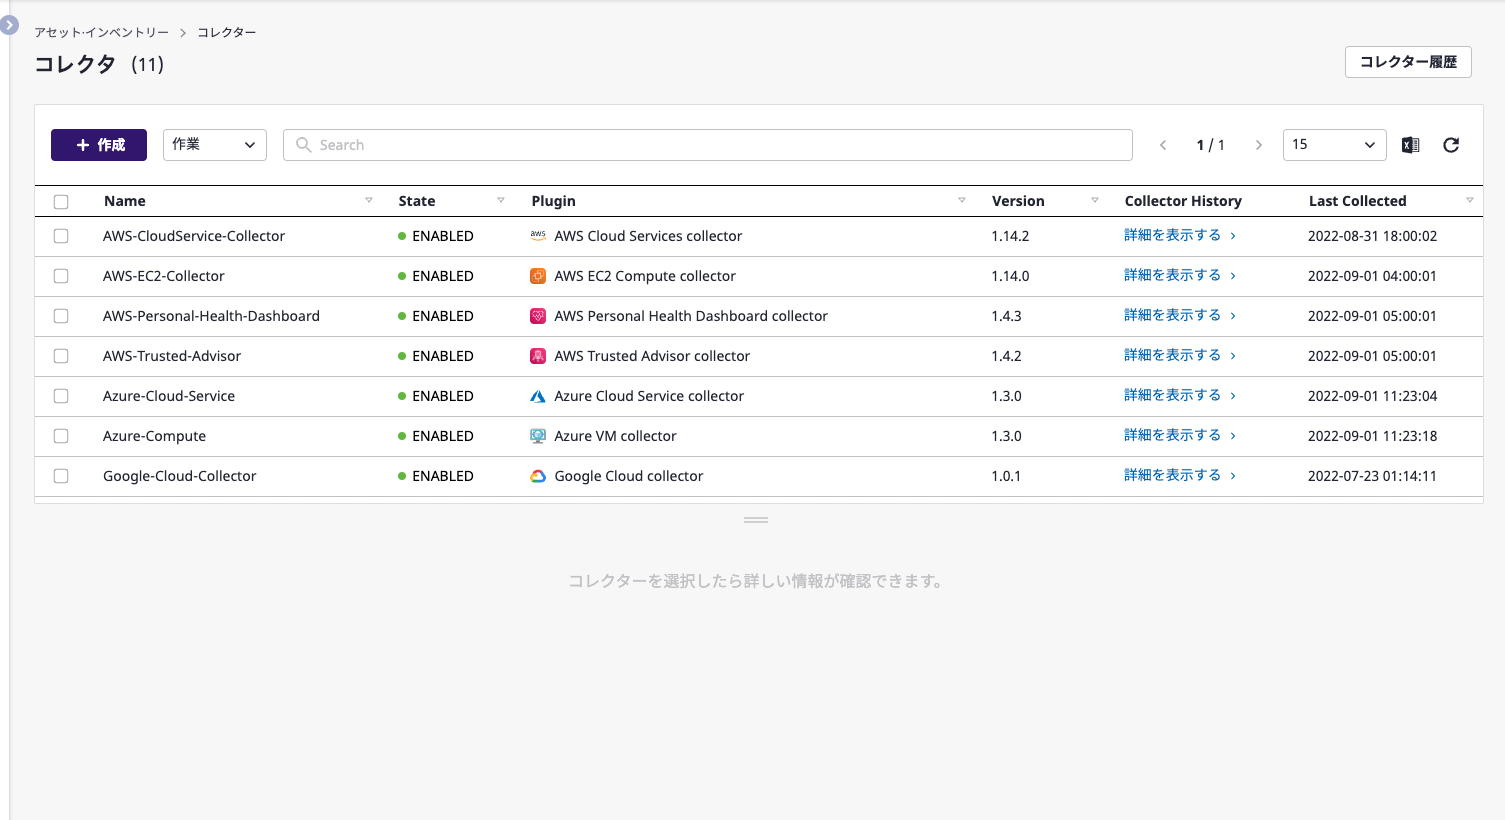 アセット·インベントリー > コレクター
コレクタ (11)
コレクター履歴
+ 作成 作業 Search 1 / 1 15
Name State Plugin Version Collector History Last Collected
AWS-CloudService-Collector ENABLED aws AWS Cloud Services collector 1.14.2 詳細を表示する > 2022-08-31 18:00:02
AWS-EC2-Collector ENABLED AWS EC2 Compute collector 1.14.0 詳細を表示する > 2022-09-01 04:00:01
AWS-Personal-Health-Dashboard ENABLED AWS Personal Health Dashboard collector 1.4.3 詳細を表示する > 2022-09-01 05:00:01
AWS-Trusted-Advisor ENABLED AWS Trusted Advisor collector 1.4.2 詳細を表示する > 2022-09-01 05:00:01
Azure-Cloud-Service ENABLED Azure Cloud Service collector 1.3.0 詳細を表示する > 2022-09-01 11:23:04
Azure-Compute ENABLED Azure VM collector 1.3.0 詳細を表示する > 2022-09-01 11:23:18
Google-Cloud-Collector ENABLED Google Cloud collector 1.0.1 詳細を表示する > 2022-07-23 01:14:11
コレクターを選択したら詳しい情報が確認できます。